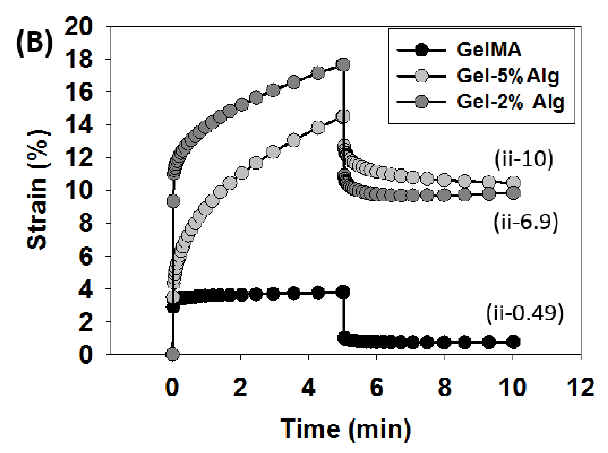 (B)
GelMA
Gel-5%Alg
Gel-2% Alg
20
18
16
14
12
10
8
6
4
2
0
Strain (%)
(ii-10)
(ii-6.9)
(ii-0.49)
0 2 4 6 8 10 12
Time (min)